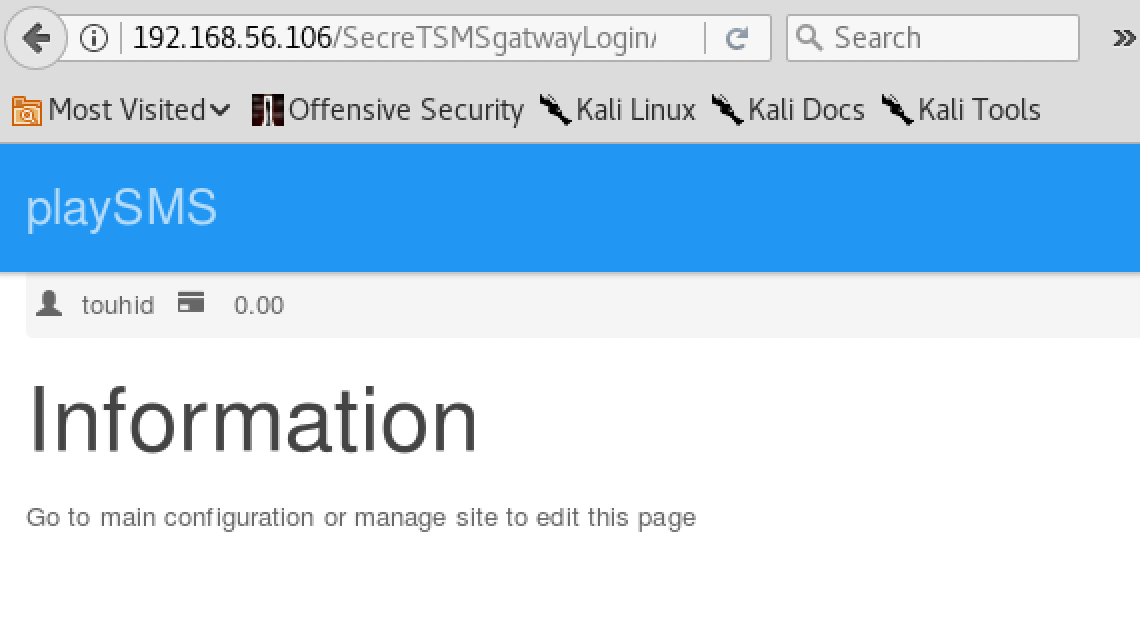 192.168.56.106/SecreTSMSgatwayLogin/ Search
Most Visited Offensive Security Kali Linux Kali Docs Kali Tools
playSMS
touhid 0.00
Information
Go to main configuration or manage site to edit this page